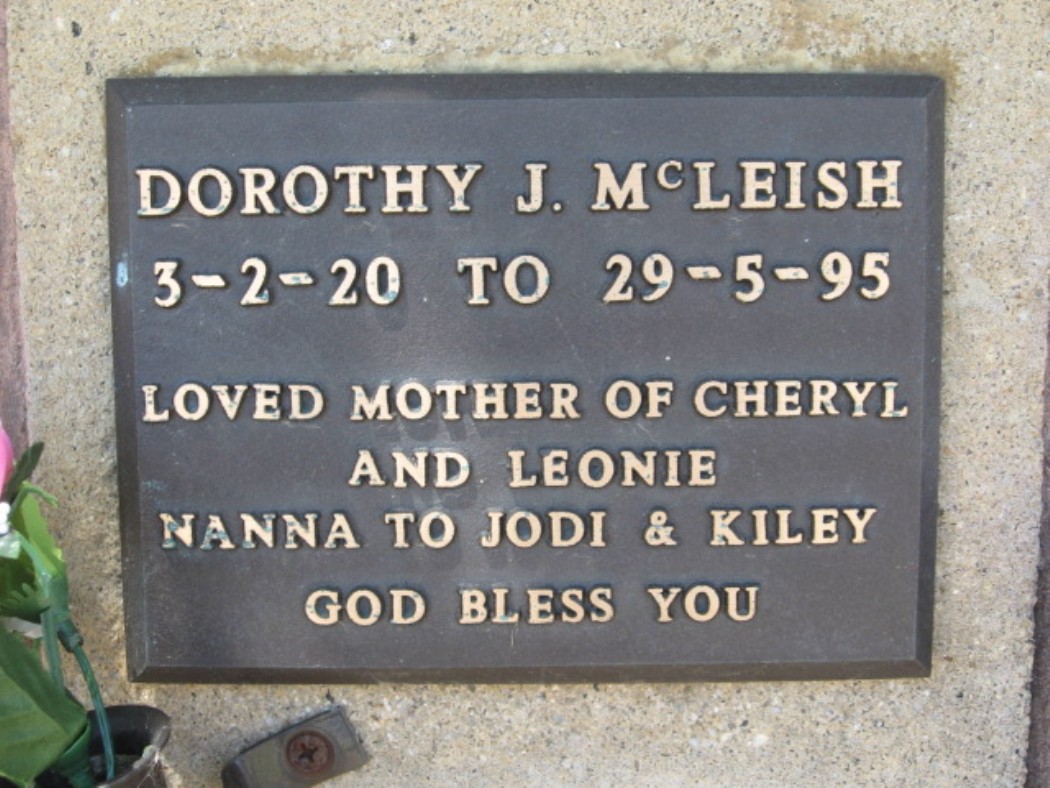 DOROTHY J. McLEISH
3-2-20 TO 29-5-95
LOVED MOTHER OF CHERYL
AND LEONIE
NANNA TO JODI & KILEY
GOD BLESS YOU